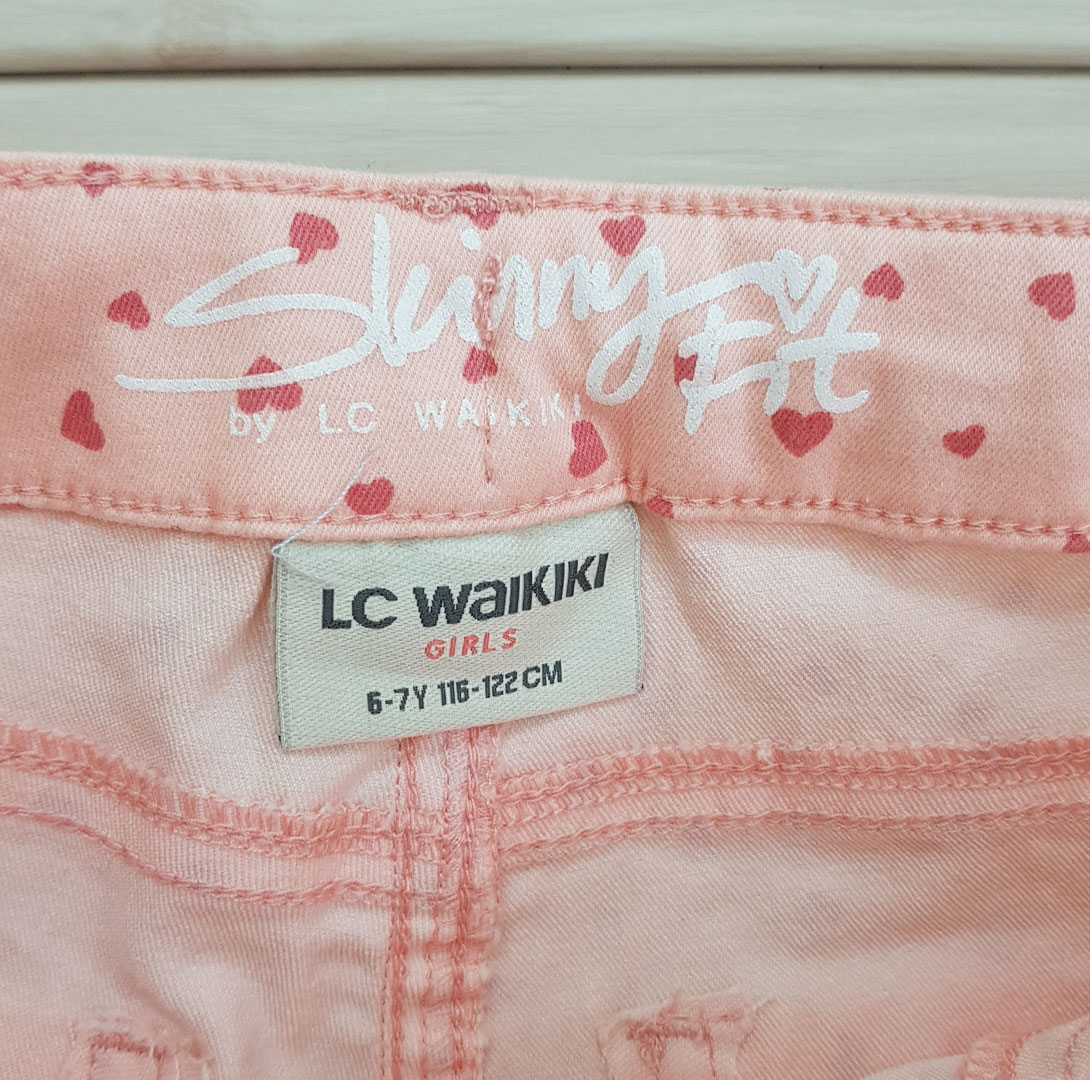 Skinny Fit
by LC WAIKIKI
LC WAIKIKI
GIRLS
6-7Y 116-122 CM